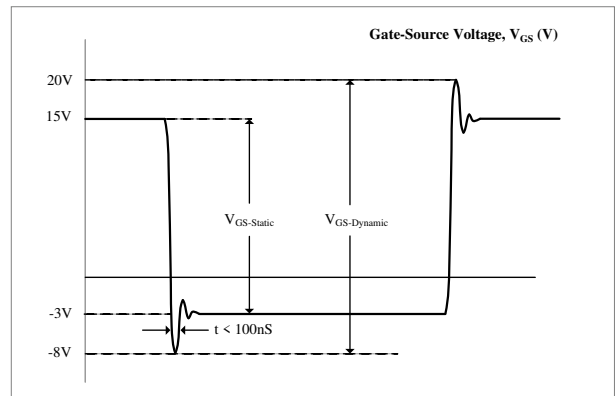 Gate-Source Voltage, VGS (V)
20V
15V
VGS-Static
VGS-Dynamic
-3V
t < 100nS
-8V